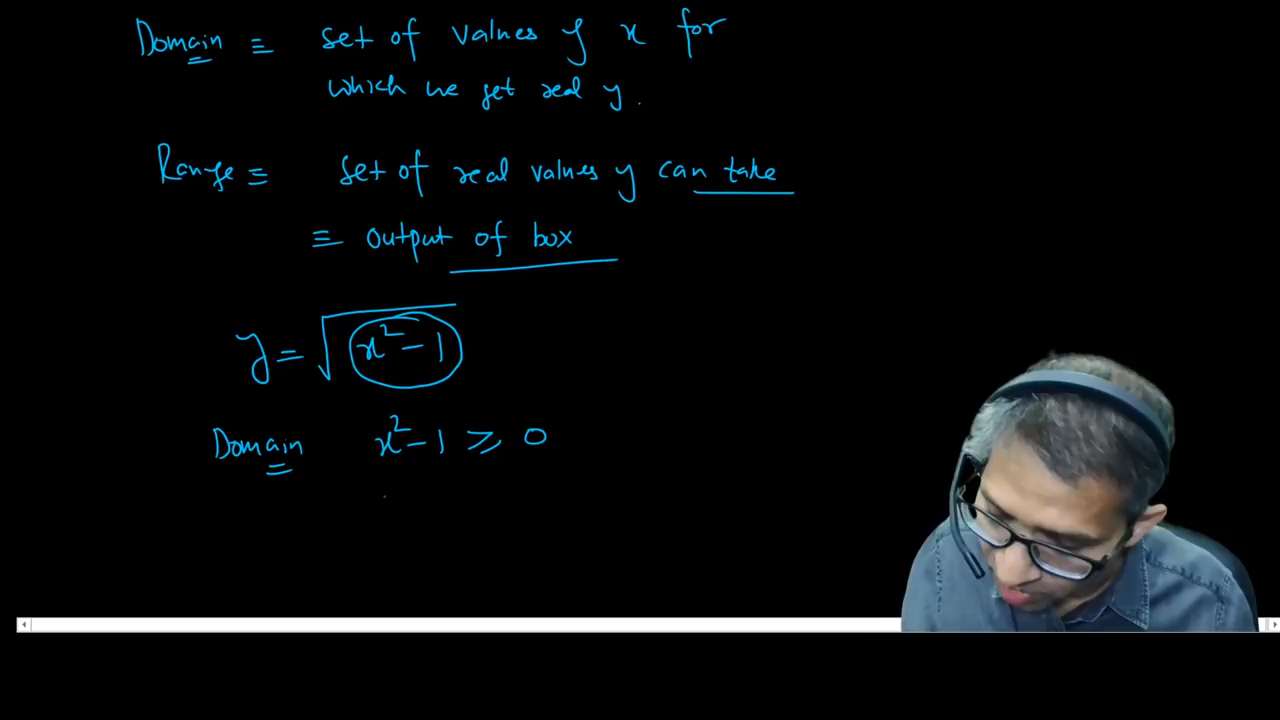 Domain ≡ set of values of x for
which we get real y.
Range ≡ set of real values y can take
≡ output of box
y = √(x² - 1)
Domain x² - 1 ≥ 0